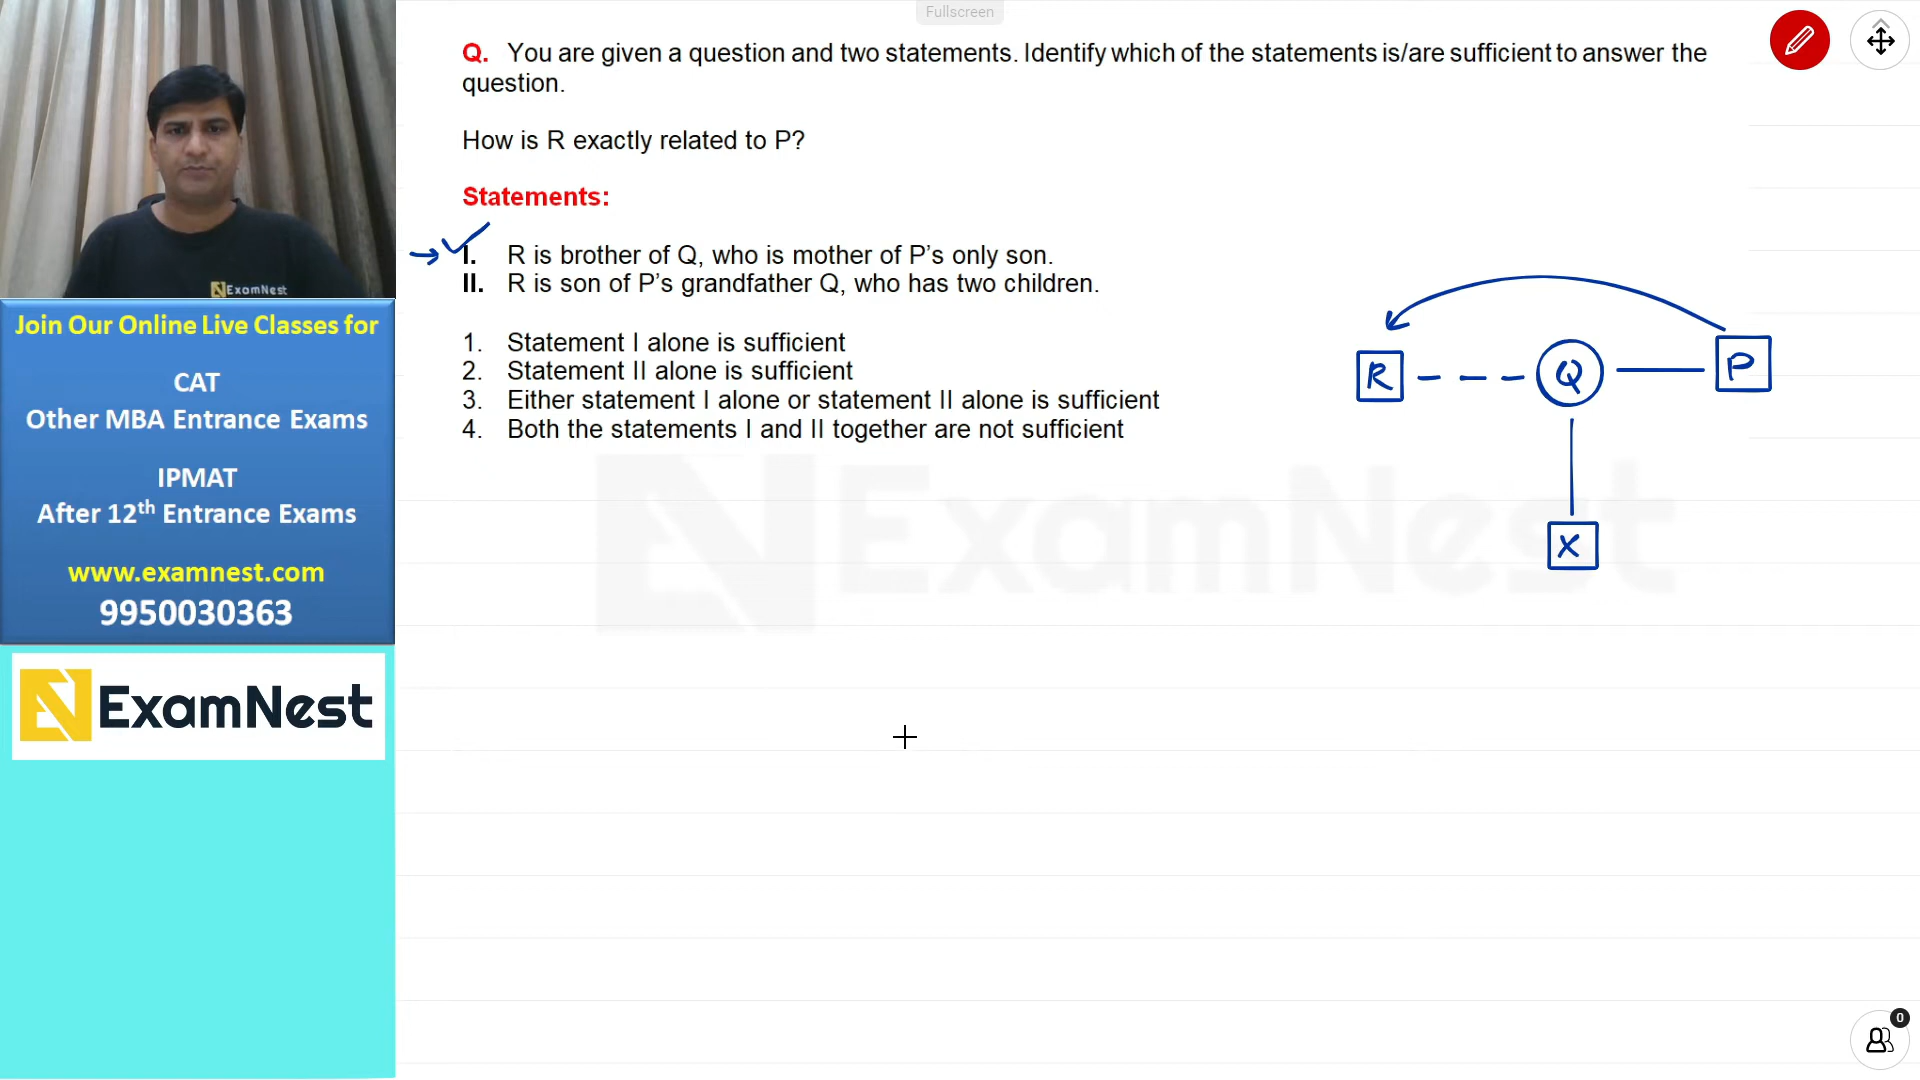 Fullscreen
Q. You are given a question and two statements. Identify which of the statements is/are sufficient to answer the
question.
How is R exactly related to P?
Statements:
I. R is brother of Q, who is mother of P’s only son.
II. R is son of P’s grandfather Q, who has two children.
1. Statement I alone is sufficient
2. Statement II alone is sufficient
3. Either statement I alone or statement II alone is sufficient
4. Both the statements I and II together are not sufficient
R Q P
X
ExamNest
ExamNest
Join Our Online Live Classes for
CAT
Other MBA Entrance Exams
IPMAT
After 12th Entrance Exams
www.examnest.com
9950030363
ExamNest
0